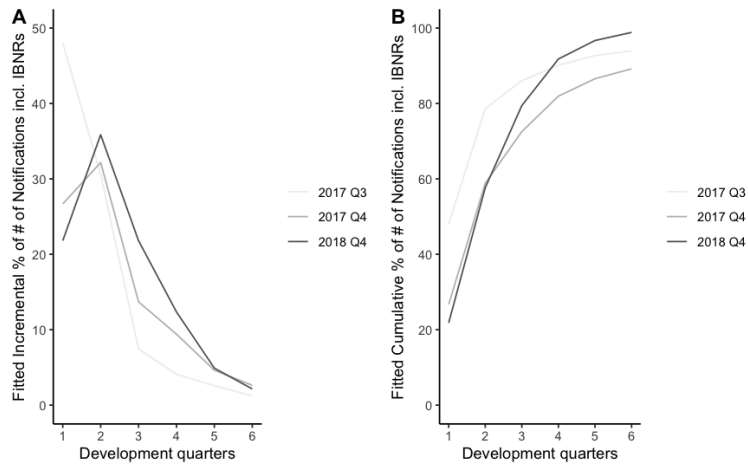 A
Fitted Incremental % of # of Notifications incl. IBNRs
50
40
30
20
10
0
1 2 3 4 5 6
Development quarters
2017 Q3
2017 Q4
2018 Q4
B
Fitted Cumulative % of # of Notifications incl. IBNRs
100
80
60
40
20
0
1 2 3 4 5 6
Development quarters
2017 Q3
2017 Q4
2018 Q4